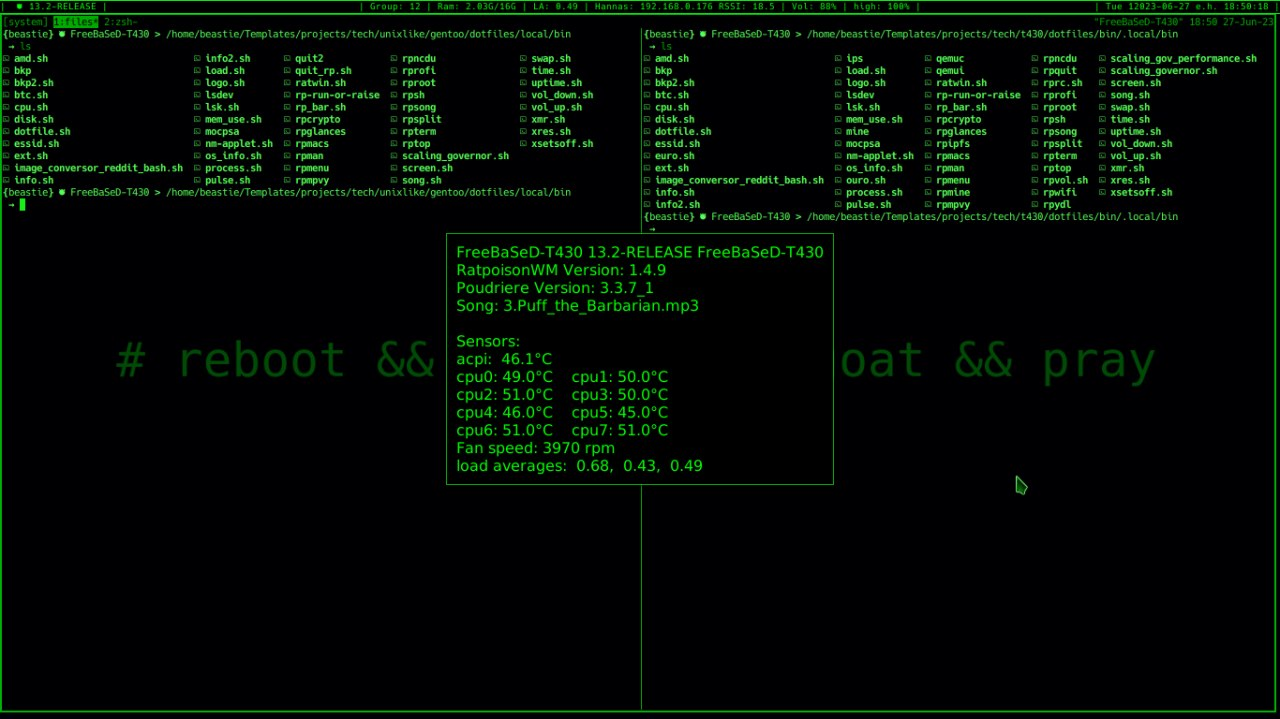 | 13.2-RELEASE | | Group: 12 | Ram: 2.03G/16G | LA: 0.49 | Hannas: 192.168.0.176 RSSI: 18.5 | Vol: 88% | high: 100% | | Tue 12023-06-27 e.h. 18:50:18 |
[system] 1:files* 2:zsh- "FreeBaSeD-T430" 18:50 27-Jun-23
{beastie} FreeBaSeD-T430 > /home/beastie/Templates/projects/tech/unixlike/gentoo/dotfiles/local/bin
→ ls
amd.sh info2.sh quit2 rpncdu swap.sh
bkp load.sh quit_rp.sh rprofi time.sh
bkp2.sh logo.sh ratwin.sh rproot uptime.sh
btc.sh lsdev rp-run-or-raise rpsh vol_down.sh
cpu.sh lsk.sh rp_bar.sh rpsong vol_up.sh
disk.sh mem_use.sh rpcrypto rpsplit xmr.sh
dotfile.sh mocpsa rpglances rpterm xres.sh
essid.sh nm-applet.sh rpmacs rptop xsetsoff.sh
ext.sh os_info.sh rpman scaling_governor.sh
image_conversor_reddit_bash.sh process.sh rpmenu screen.sh
info.sh pulse.sh rpmpvy song.sh
{beastie} FreeBaSeD-T430 > /home/beastie/Templates/projects/tech/unixlike/gentoo/dotfiles/local/bin
→
{beastie} FreeBaSeD-T430 > /home/beastie/Templates/projects/tech/t430/dotfiles/bin/.local/bin
→ ls
amd.sh ips qemuc rpncdu scaling_gov_performance.sh
bkp load.sh qemui rpquit scaling_governor.sh
bkp2.sh logo.sh ratwin.sh rprc.sh screen.sh
btc.sh lsdev rp-run-or-raise rprofi song.sh
cpu.sh lsk.sh rp_bar.sh rproot swap.sh
disk.sh mem_use.sh rpcrypto rpsh time.sh
dotfile.sh mine rpglances rpsong uptime.sh
essid.sh mocpsa rpipfs rpsplit vol_down.sh
euro.sh nm-applet.sh rpmacs rpterm vol_up.sh
ext.sh os_info.sh rpman rptop xmr.sh
image_conversor_reddit_bash.sh ouro.sh rpmenu rpvol.sh xres.sh
info.sh process.sh rpmine rpwifi xsetsoff.sh
info2.sh pulse.sh rpmpvy rpydl
{beastie} FreeBaSeD-T430 > /home/beastie/Templates/projects/tech/t430/dotfiles/bin/.local/bin
→
FreeBaSeD-T430 13.2-RELEASE FreeBaSeD-T430
RatpoisonWM Version: 1.4.9
Poudriere Version: 3.3.7_1
Song: 3.Puff_the_Barbarian.mp3
Sensors:
acpi: 46.1°C
cpu0: 49.0°C cpu1: 50.0°C
cpu2: 51.0°C cpu3: 50.0°C
cpu4: 46.0°C cpu5: 45.0°C
cpu6: 51.0°C cpu7: 51.0°C
Fan speed: 3970 rpm
load averages: 0.68, 0.43, 0.49
# reboot && oat && pray